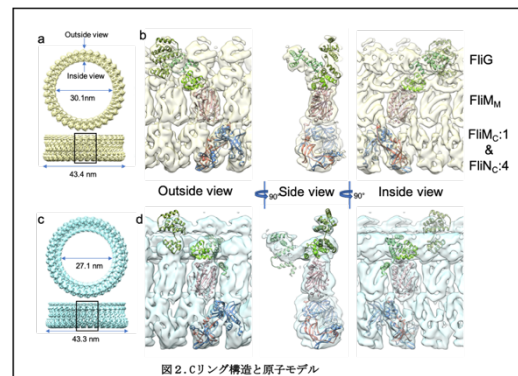 Outside view
a
b
Inside view
30.1nm
43.4 nm
FliG
FliMM
FliMC:1
&
FliNC:4
Outside view
90°
Side view
90°
Inside view
c
d
27.1 nm
43.3 nm
図2.Cリング構造と原子モデル